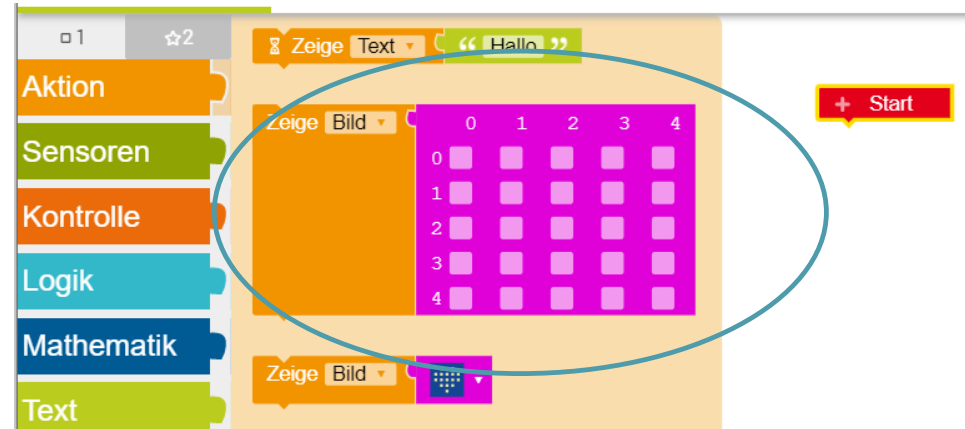 1 2
Zeige Text “ Hallo ”
Aktion
+ Start
Zeige Bild 0 1 2 3 4
Sensoren
0
1
Kontrolle
2
3
Logik
4
Mathematik
Zeige Bild
Text